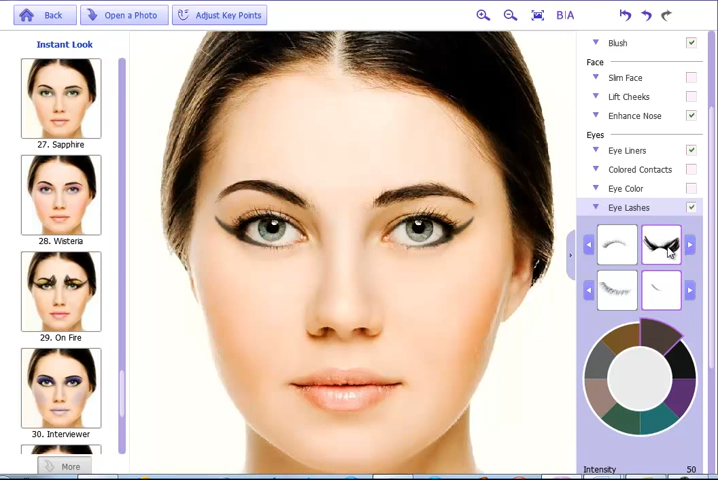 Back
Open a Photo
Adjust Key Points
B|A
Instant Look
27. Sapphire
28. Wisteria
29. On Fire
30. Interviewer
More
Blush
Face
Slim Face
Lift Cheeks
Enhance Nose
Eyes
Eye Liners
Colored Contacts
Eye Color
Eye Lashes
Intensity 50